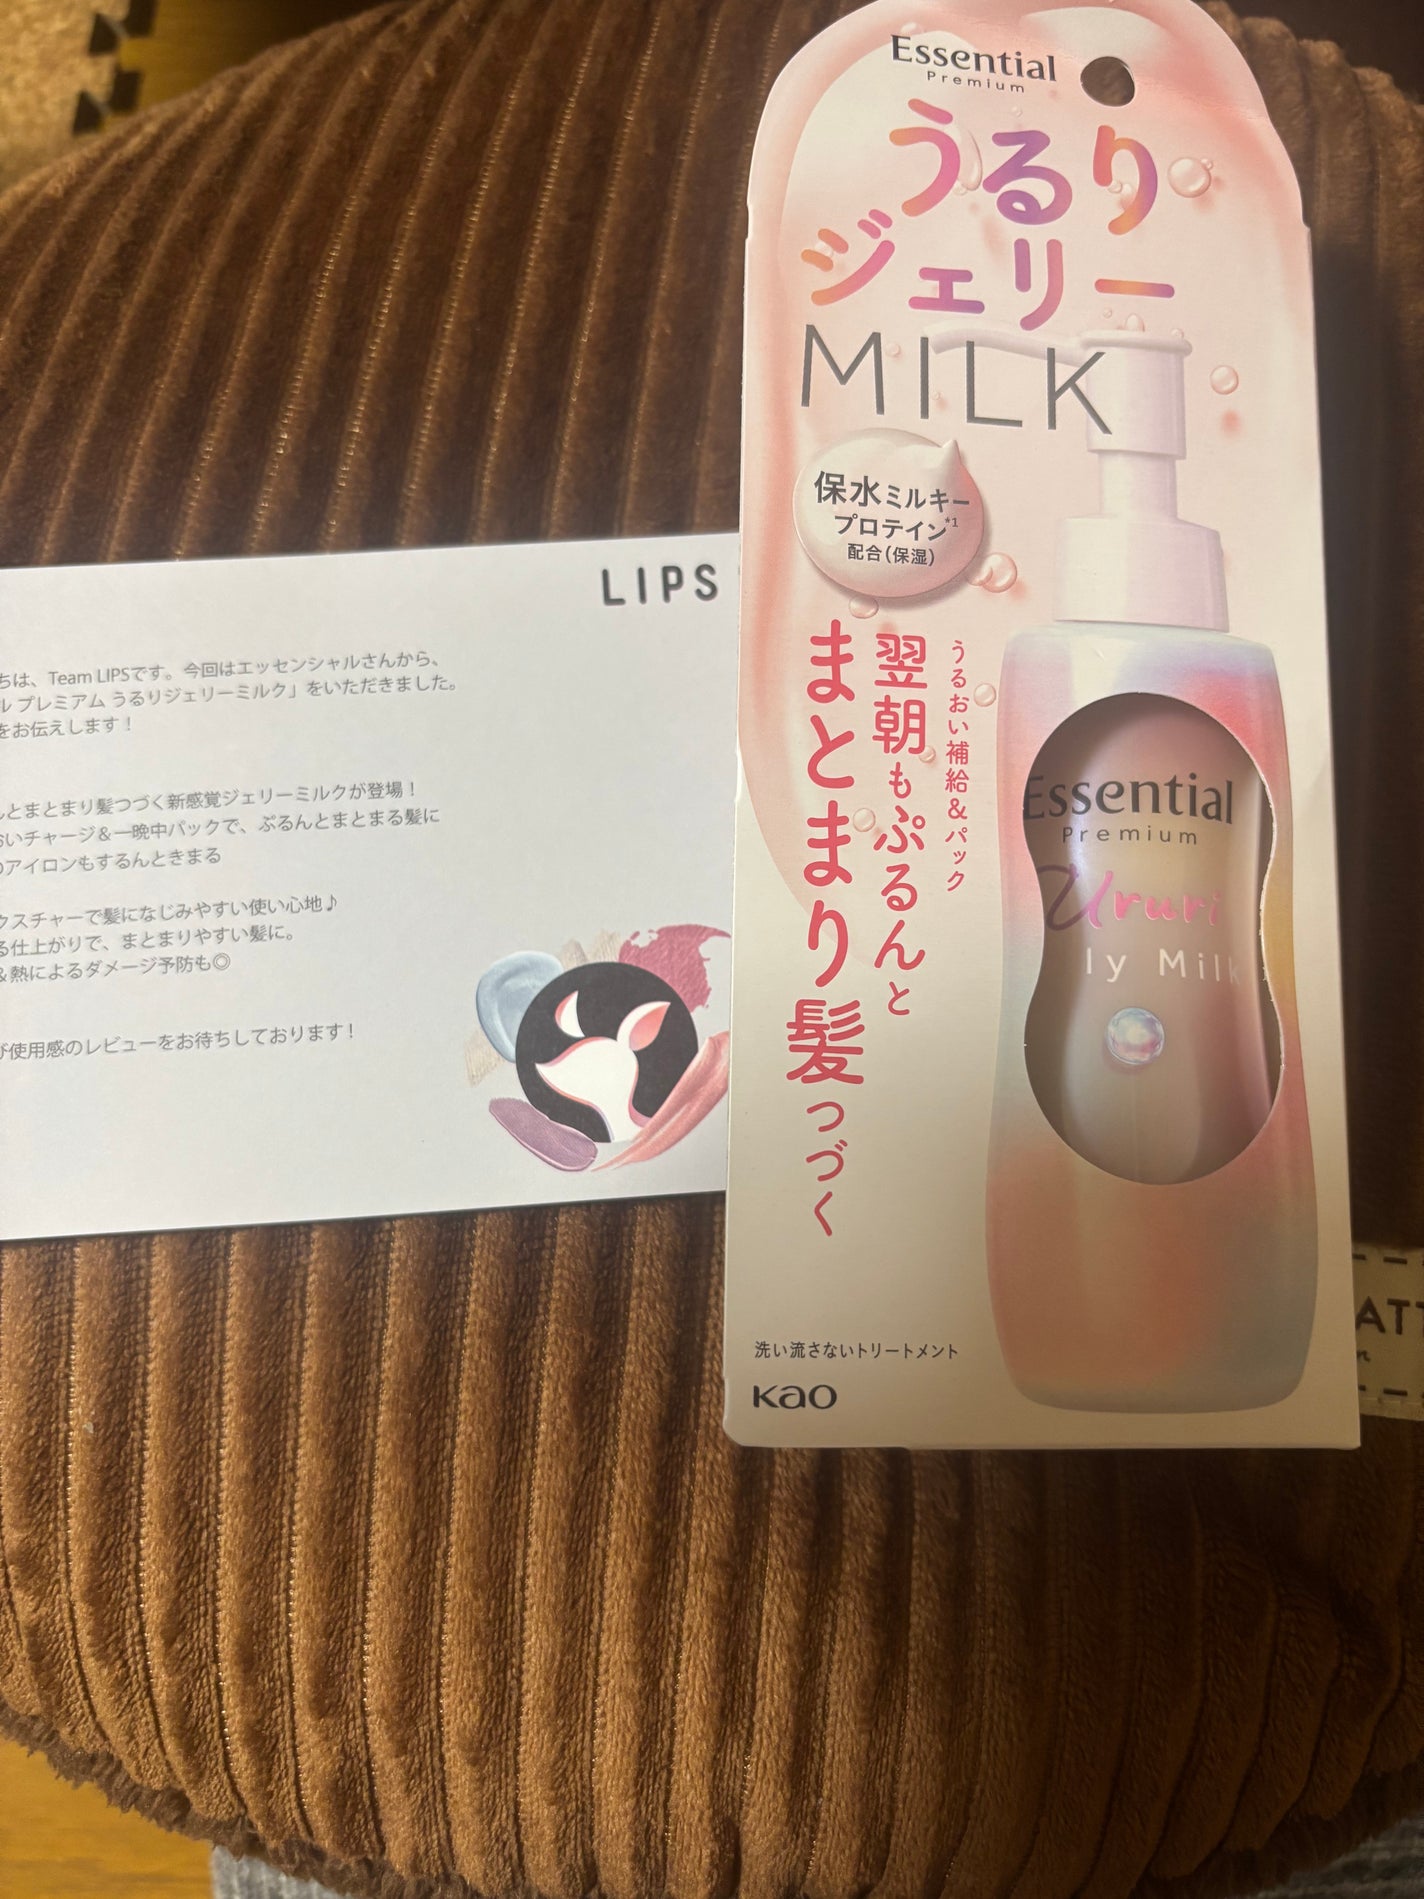 LIPS
ちは、Team LIPSです。今回はエッセンシャルさんから、
ル プレミアム うるりジェリーミルク」をいただきました。
をお伝えします！
んとまとまり髪つづく新感覚ジェリーミルクが登場！
おいチャージ＆一晩中パックで、ぷるんとまとまる髪に
のアイロンもするんときまる
クスチャーで髪になじみやすい使い心地♪
る仕上がりで、まとまりやすい髪に。
＆熱によるダメージ予防も◎
び使用感のレビューをお待ちしております！
Essential
Premium
うるり
ジェリー
MILK
保水ミルキー
プロテイン*1
配合(保湿)
うるおい補給&パック
翌朝もぷるんと
まとまり髪つづく
Essential
Premium
Ururi
ly Milk
洗い流さないトリートメント
Kao
ATT